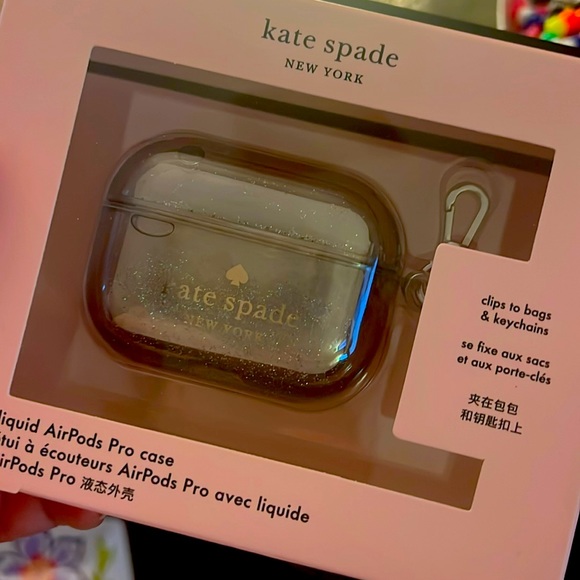 kate spade
NEW YORK
kate spade
NEW YORK
clips to bags
& keychains
se fixe aux sacs
et aux porte-clés
夹在包包
和钥匙扣上
liquid AirPods Pro case
étui à écouteurs AirPods Pro avec liquide
AirPods Pro 液态外壳